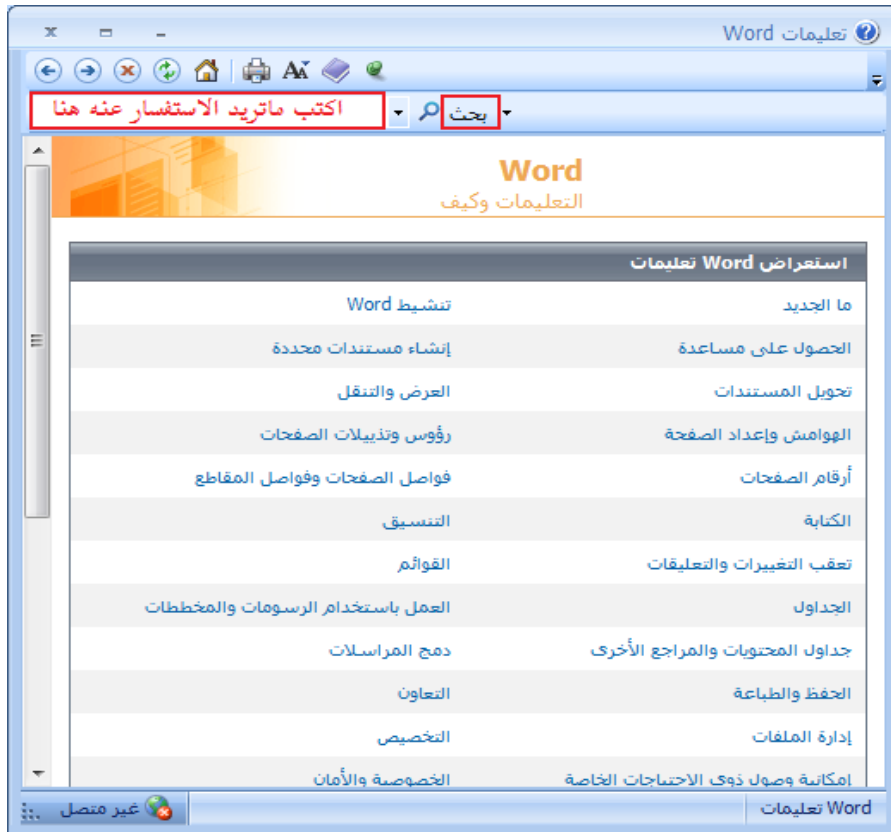 تعليمات Word
بحث
اكتب ماتريد الاستفسار عنه هنا
Word
التعليمات وكيف
استعراض Word تعليمات
ما الجديد
تنشيط Word
الحصول على مساعدة
إنشاء مستندات محددة
تحويل المستندات
العرض والتنقل
الهوامش وإعداد الصفحة
رؤوس وتذييلات الصفحات
أرقام الصفحات
فواصل الصفحات وفواصل المقاطع
الكتابة
التنسيق
تعقب التغييرات والتعليقات
القوائم
الجداول
العمل باستخدام الرسومات والمخططات
جداول المحتويات والمراجع الأخرى
دمج المراسلات
الحفظ والطباعة
التعاون
إدارة الملفات
التخصيص
إمكانية وصول ذوي الاحتياجات الخاصة
الخصوصية والأمان
Word تعليمات
غير متصل